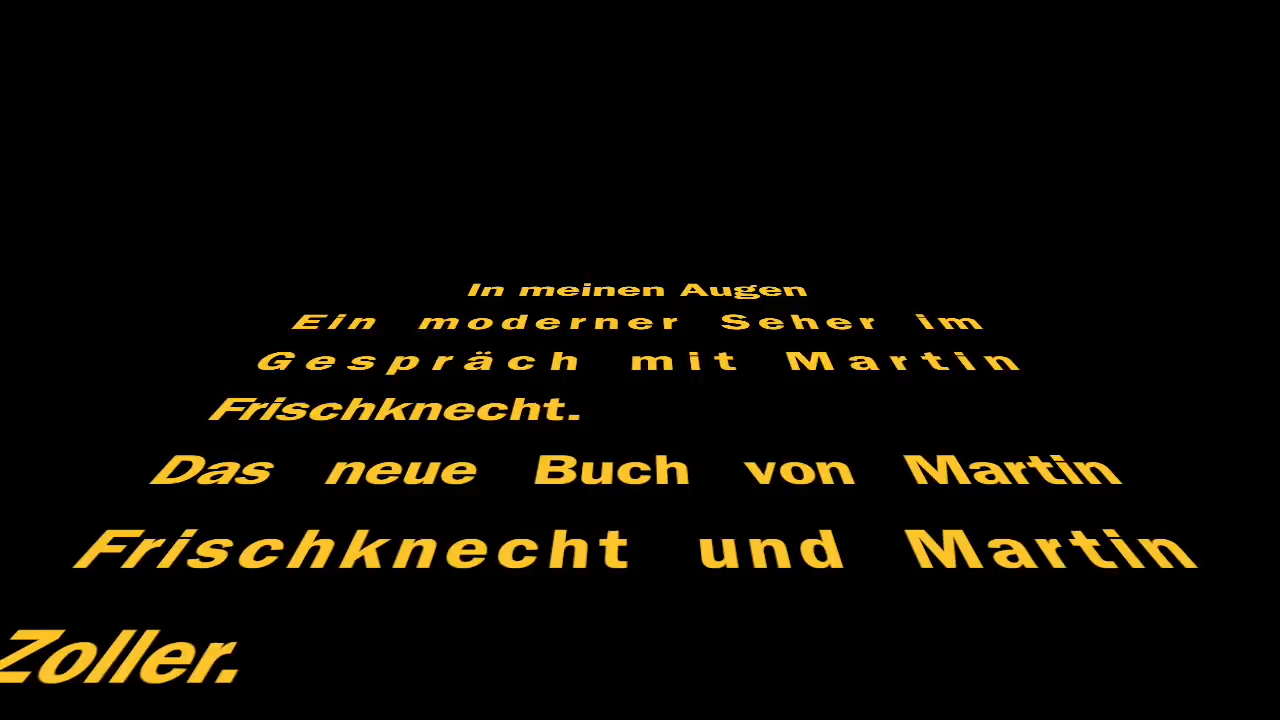 In meinen Augen
Ein moderner Seher im
Gespräch mit Martin
Frischknecht.
Das neue Buch von Martin
Frischknecht und Martin
Zoller.